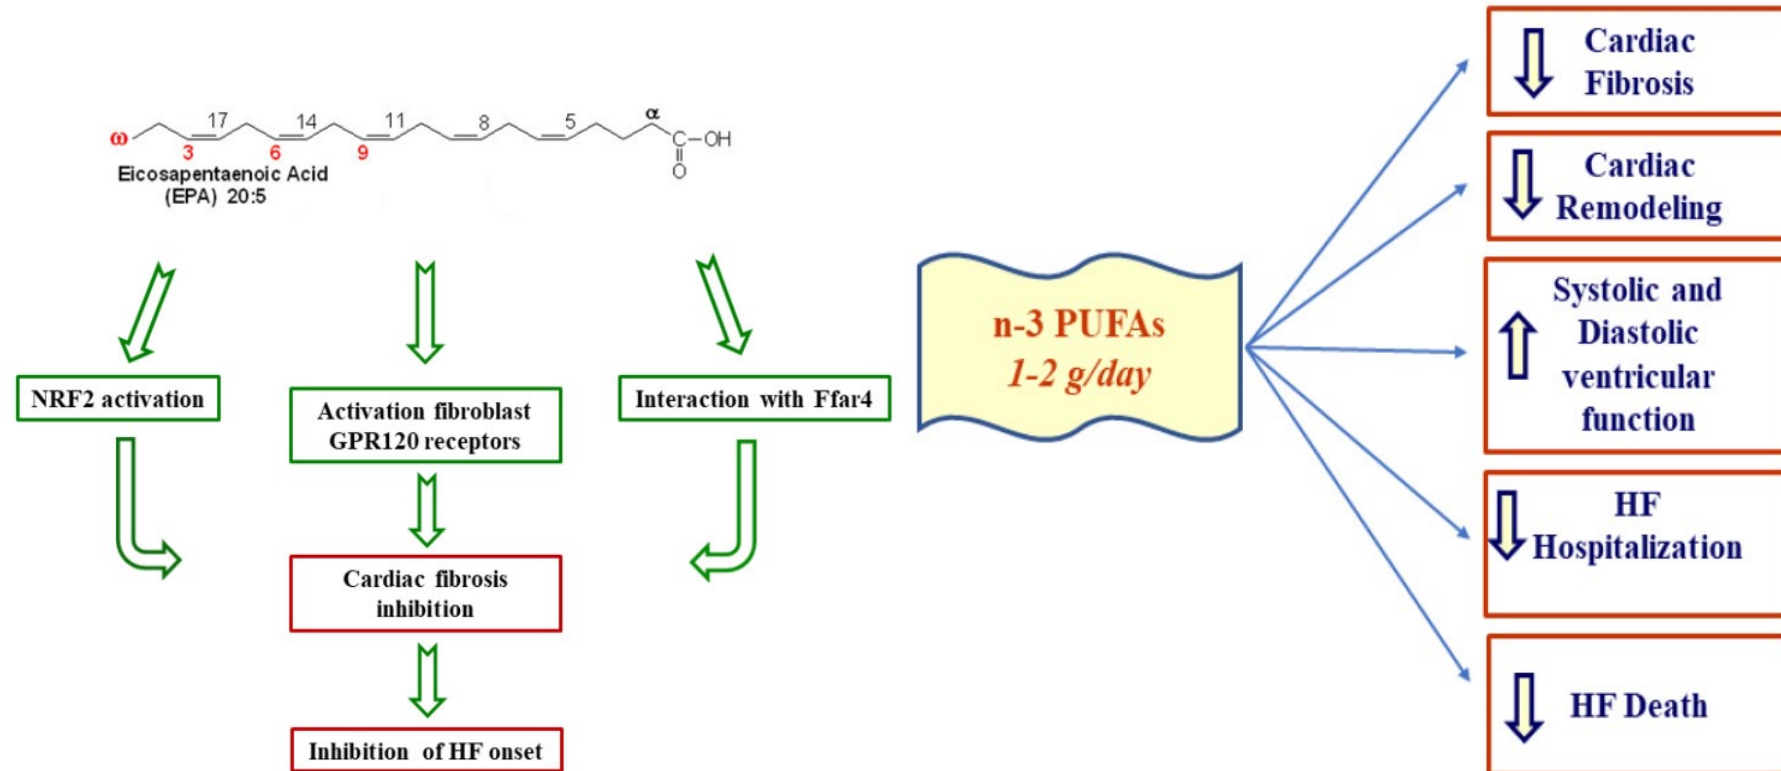 17
14
11
8
5
α
ω
3
6
9
C
OH
O
Eicosapentaenoic Acid
(EPA) 20:5
NRF2 activation
Activation fibroblast
GPR120 receptors
Interaction with Ffar4
Cardiac fibrosis
inhibition
Inhibition of HF onset
n-3 PUFAs
1-2 g/day
Cardiac
Fibrosis
Cardiac
Remodeling
Systolic and
Diastolic
ventricular
function
HF
Hospitalization
HF Death